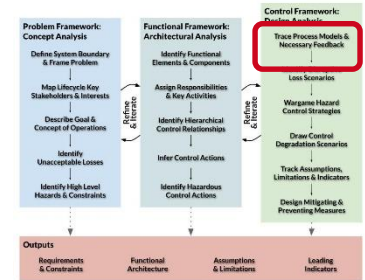 Problem Framework:
Concept Analysis
Define System Boundary
& Frame Problem
Map Lifecycle Key
Stakeholders & Interests
Describe Goal &
Concept of Operations
Identify
Unacceptable Losses
Identify High Level
Hazards & Constraints
Refine
& Iterate
Functional Framework:
Architectural Analysis
Identify Functional
Elements & Components
Assign Responsibilities
& Key Activities
Identify Hierarchical
Control Relationships
Infer Control Actions
Identify Hazardous
Control Actions
Refine
& Iterate
Control Framework:
Design Analysis
Trace Process Models &
Necessary Feedback
Loss Scenarios
Wargame Hazard
Control Strategies
Draw Control
Degradation Scenarios
Track Assumptions,
Limitations & Indicators
Design Mitigating &
Preventing Measures
Outputs
Requirements
& Constraints
Functional
Architecture
Assumptions
& Limitations
Leading
Indicators